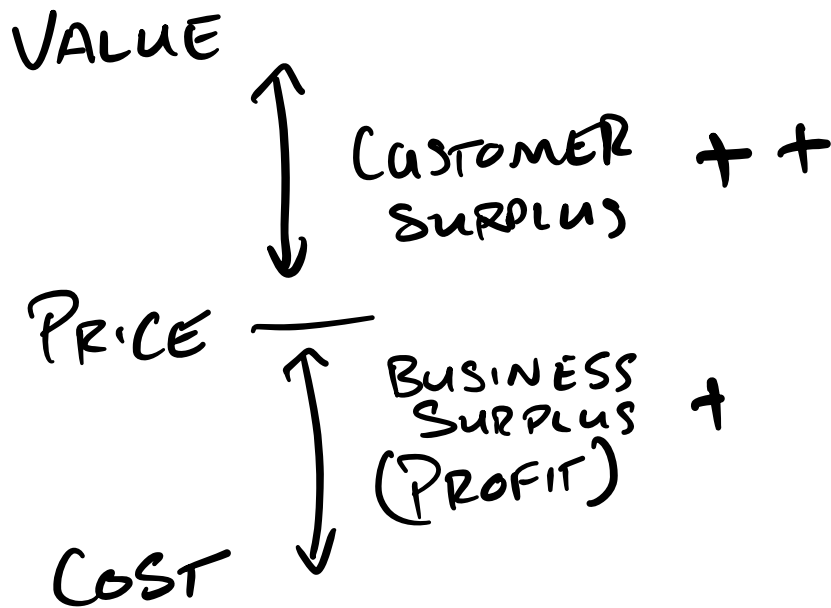 VALUE
CUSTOMER ++
SURPLUS
PRICE
BUSINESS
SURPLUS +
(PROFIT)
COST